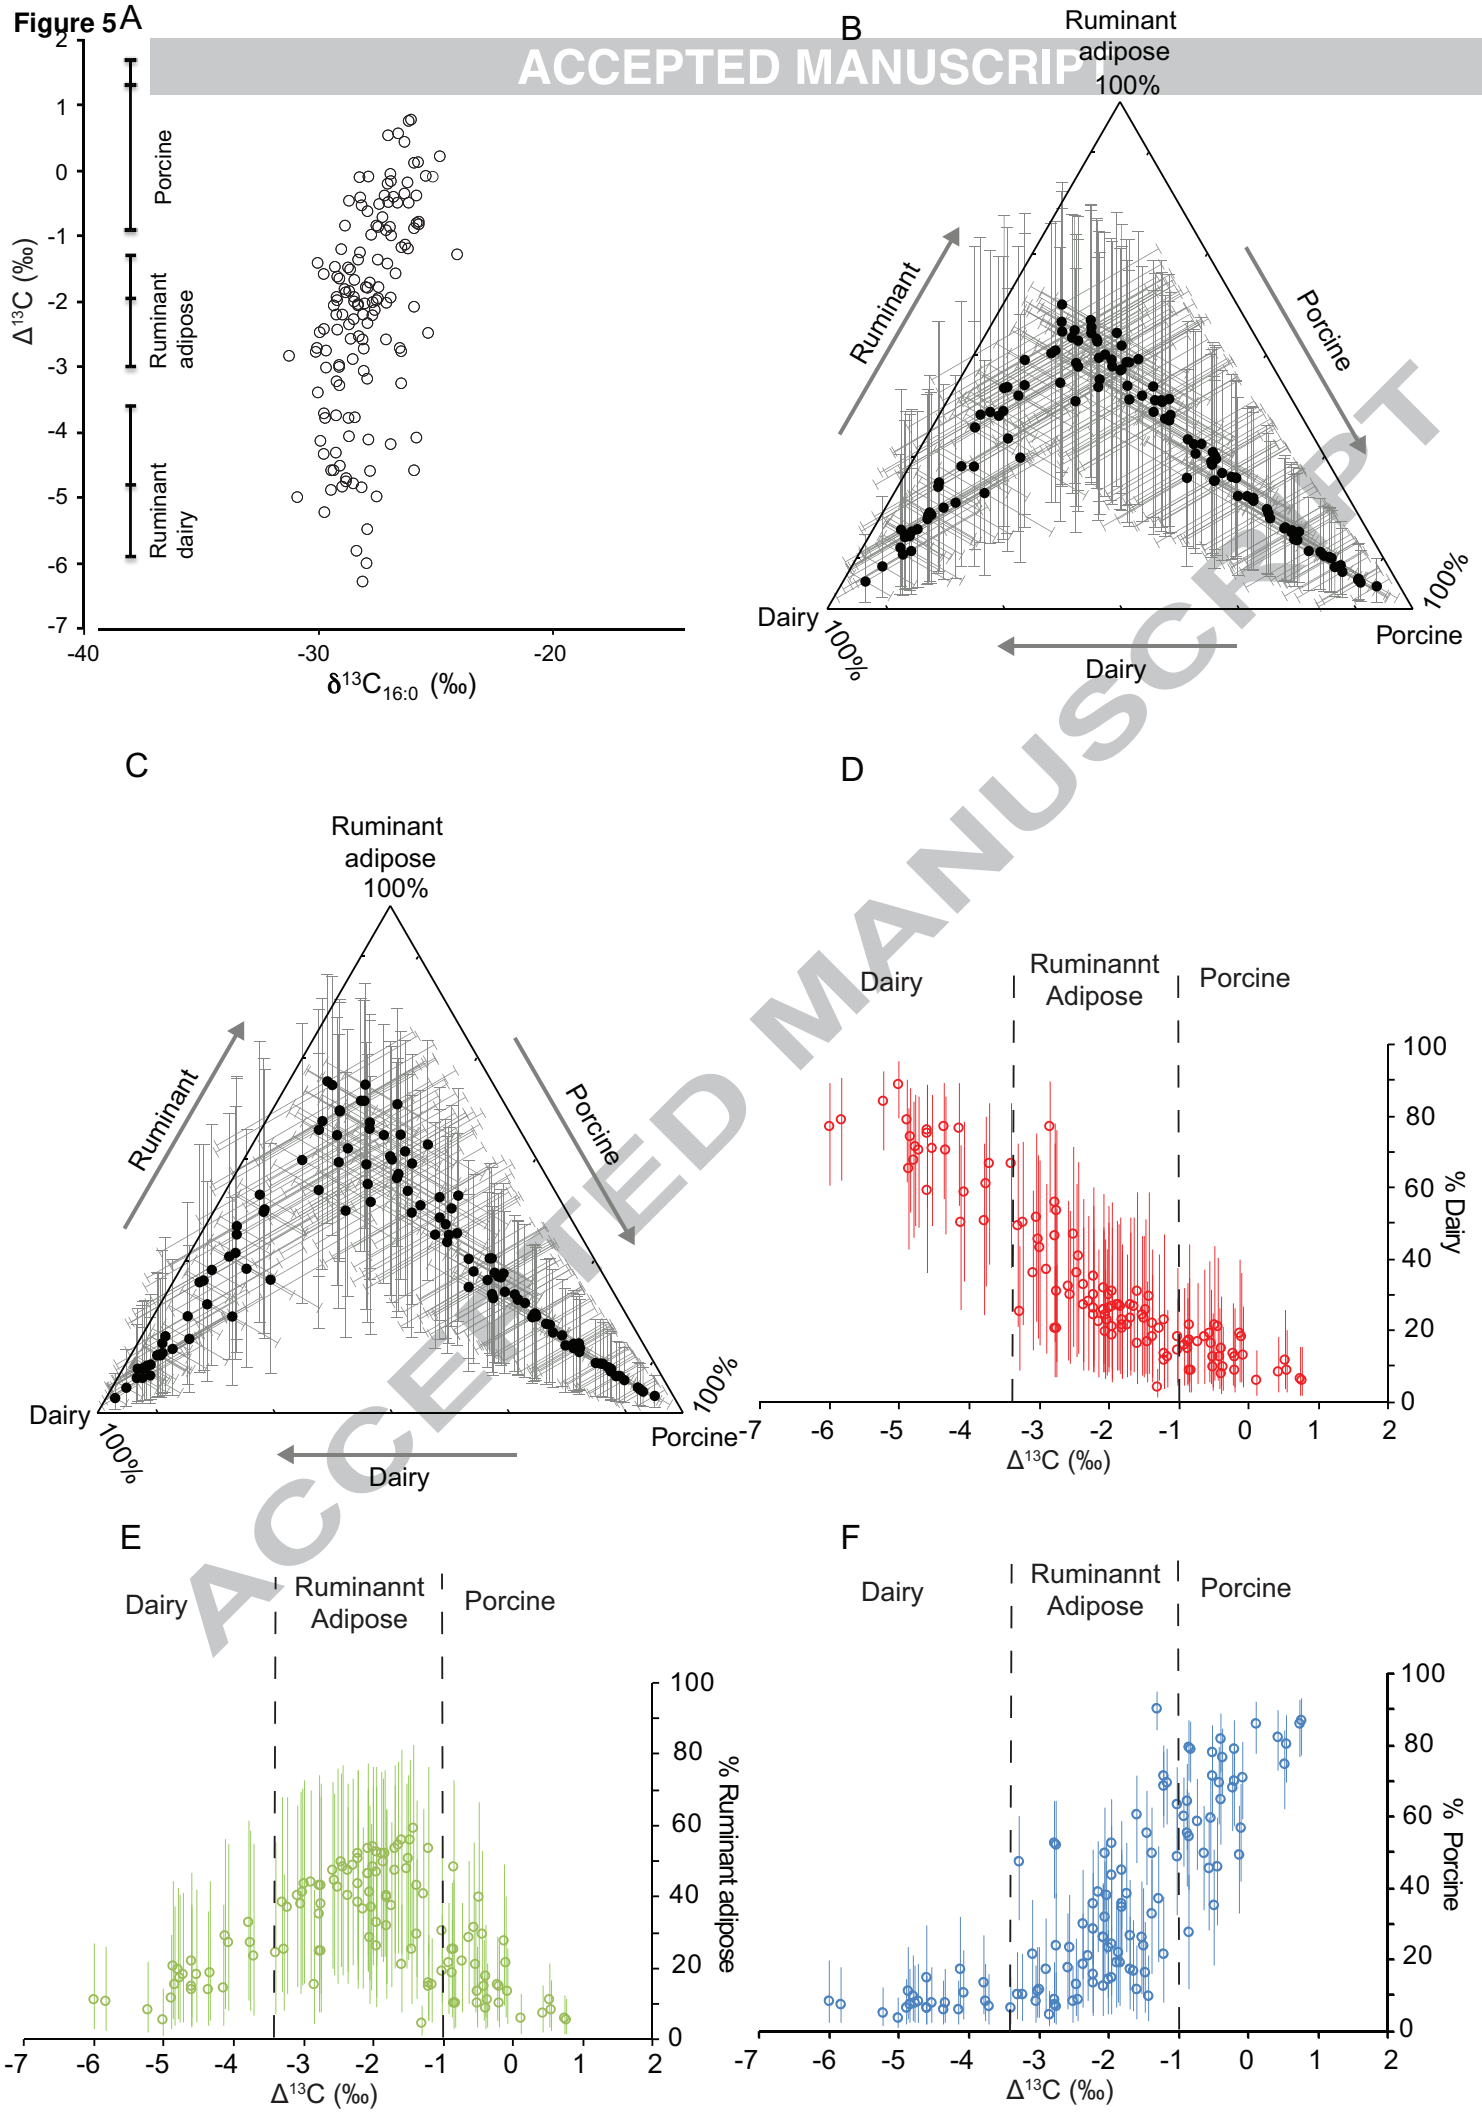 Figure 5
A
ACCEPTED MANUSCRIPT
2
1
0
-1
-2
-3
-4
-5
-6
-7
-40
-30
-20
Δ¹³C (‰)
δ¹³C₁₆:₀ (‰)
Porcine
Ruminant
adipose
Ruminant
dairy
B
Ruminant
adipose
100%
Ruminant
Porcine
Dairy
100%
100%
Porcine
Dairy
ACCEPTED MANUSCRIPT
C
Ruminant
adipose
100%
Ruminant
Porcine
Dairy
100%
100%
Porcine
Dairy
D
Dairy
Ruminannt
Adipose
Porcine
100
80
60
40
20
0
% Dairy
-7 -6 -5 -4 -3 -2 -1 0 1 2
Δ¹³C (‰)
E
Dairy
Ruminannt
Adipose
Porcine
100
80
60
40
20
0
% Ruminant adipose
-7 -6 -5 -4 -3 -2 -1 0 1 2
Δ¹³C (‰)
F
Dairy
Ruminannt
Adipose
Porcine
100
80
60
40
20
0
% Porcine
-7 -6 -5 -4 -3 -2 -1 0 1 2
Δ¹³C (‰)